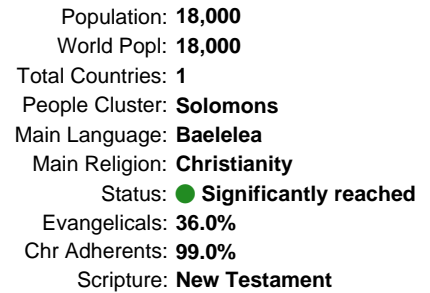 Population: 18,000
World Popl: 18,000
Total Countries: 1
People Cluster: Solomons
Main Language: Baelelea
Main Religion: Christianity
Status: Significantly reached
Evangelicals: 36.0%
Chr Adherents: 99.0%
Scripture: New Testament